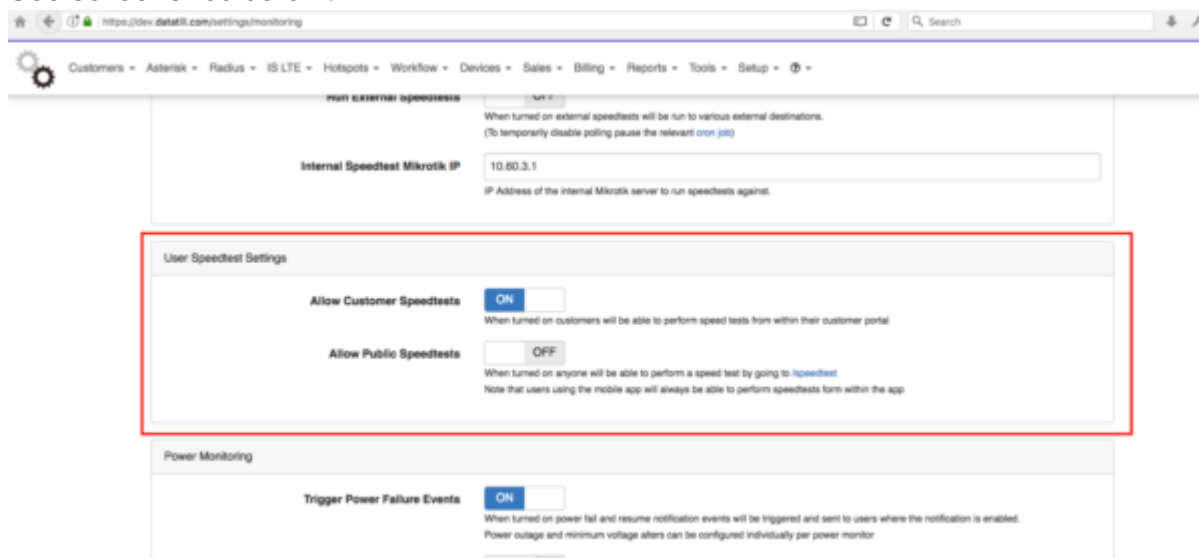 https://dev.datatill.com/settings/monitoring
Search
Customers Asterisk Radius IS LTE Hotspots Workflow Devices Sales Billing Reports Tools Setup
Run External Speedtests OFF
When turned on external speedtests will be run to various external destinations.
(To temporarily disable polling pause the relevant cron job)
Internal Speedtest Mikrotik IP 10.60.3.1
IP Address of the internal Mikrotik server to run speedtests against.
User Speedtest Settings
Allow Customer Speedtests ON
When turned on customers will be able to perform speed tests from within their customer portal
Allow Public Speedtests OFF
When turned on anyone will be able to perform a speed test by going to /speedtest
Note that users using the mobile app will always be able to perform speedtests form within the app
Power Monitoring
Trigger Power Failure Events ON
When turned on power fail and resume notification events will be triggered and sent to users where the notification is enabled.
Power outage and minimum voltage alters can be configured individually per power monitor